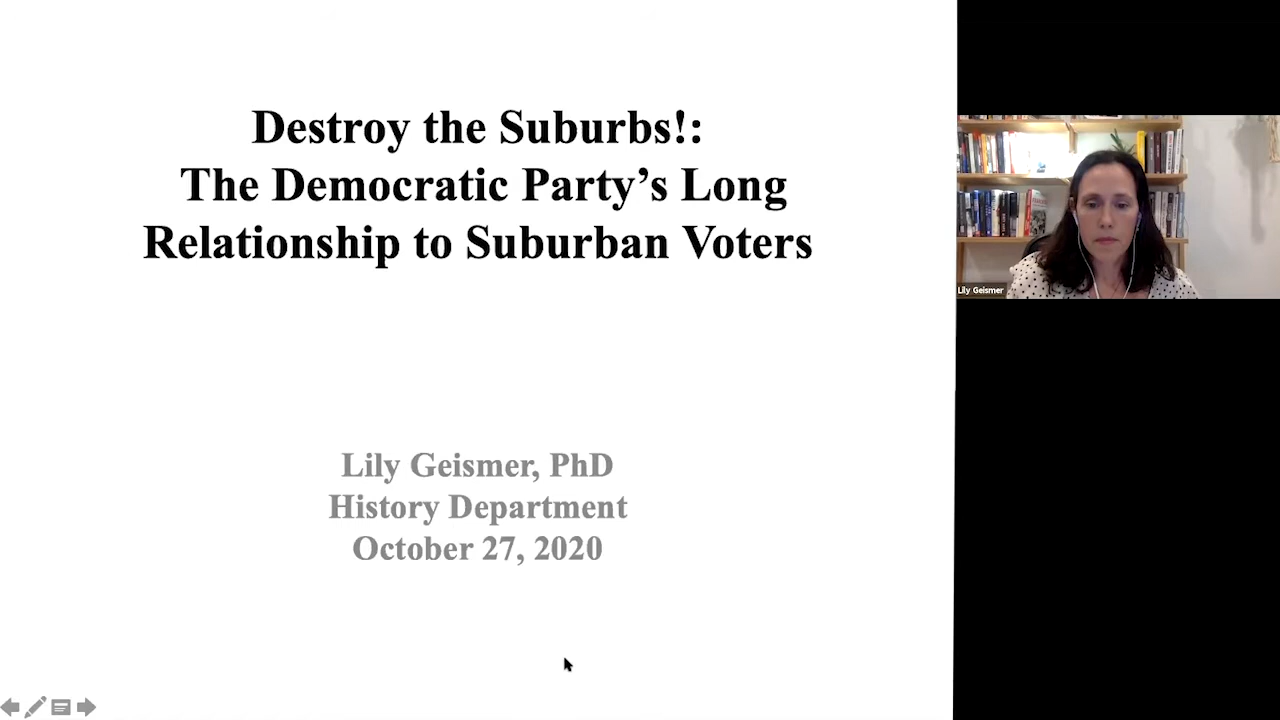 Destroy the Suburbs!:
The Democratic Party’s Long
Relationship to Suburban Voters
Lily Geismer, PhD
History Department
October 27, 2020
Lily Geismer